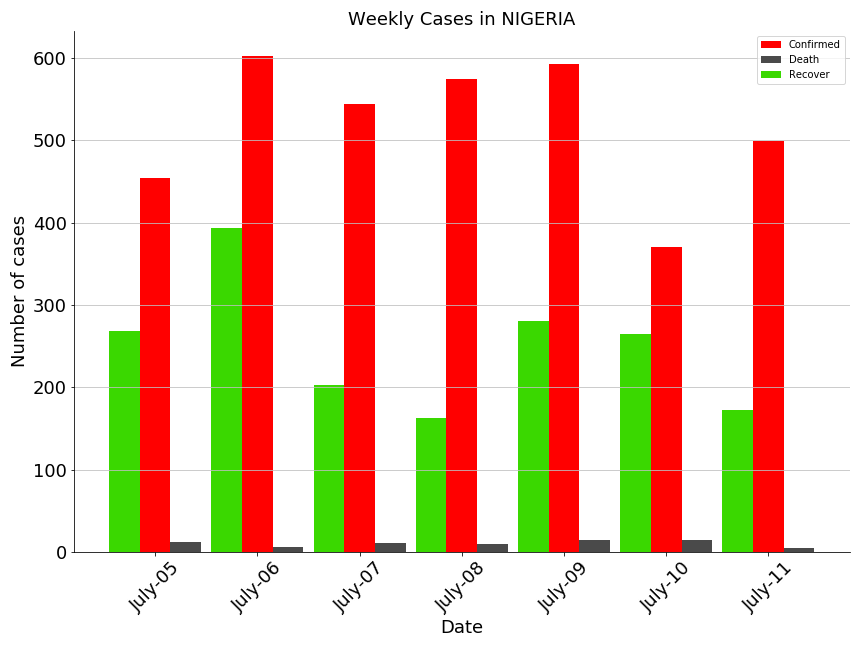 Weekly Cases in NIGERIA
Confirmed
Death
Recover
Number of cases
600
500
400
300
200
100
0
July-05
July-06
July-07
July-08
July-09
July-10
July-11
Date